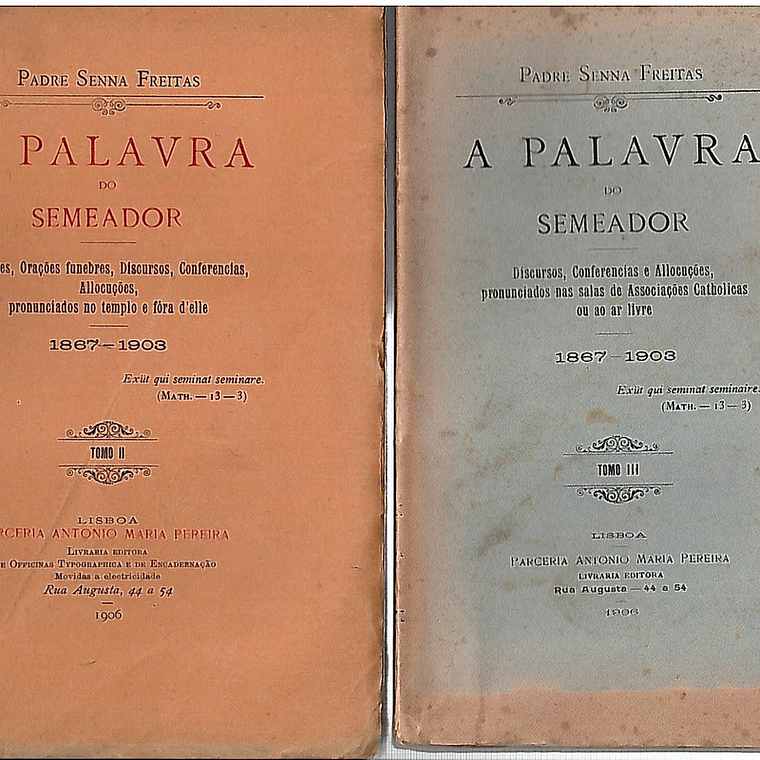 PADRE SENNA FREITAS
PALAVRA
DO
SEMEADOR
es, Orações funebres, Discursos, Conferencias,
Allocuções,
pronunciados no templo e fóra d'elle
1867-1903
Exiit qui seminat seminare.
(MATH. — 13 — 3)
TOMO II
LISBOA
RCERIA ANTONIO MARIA PEREIRA
LIVRARIA EDITORA
E OFFICINAS TYPOGRAPHICA E DE ENCADERNAÇÃO
Movidas a electricidade
Rua Augusta, 44 a 54
1906
PADRE SENNA FREITAS
A PALAVRA
DO
SEMEADOR
Discursos, Conferencias e Allocuções,
pronunciados nas salas de Associações Catholicas
ou ao ar livre
1867-1903
Exiit qui seminat seminaire.
(MATH. — 13 — 3)
TOMO III
LISBOA
PARCERIA ANTONIO MARIA PEREIRA
LIVRARIA EDITORA
Rua Augusta — 44 a 54
1906